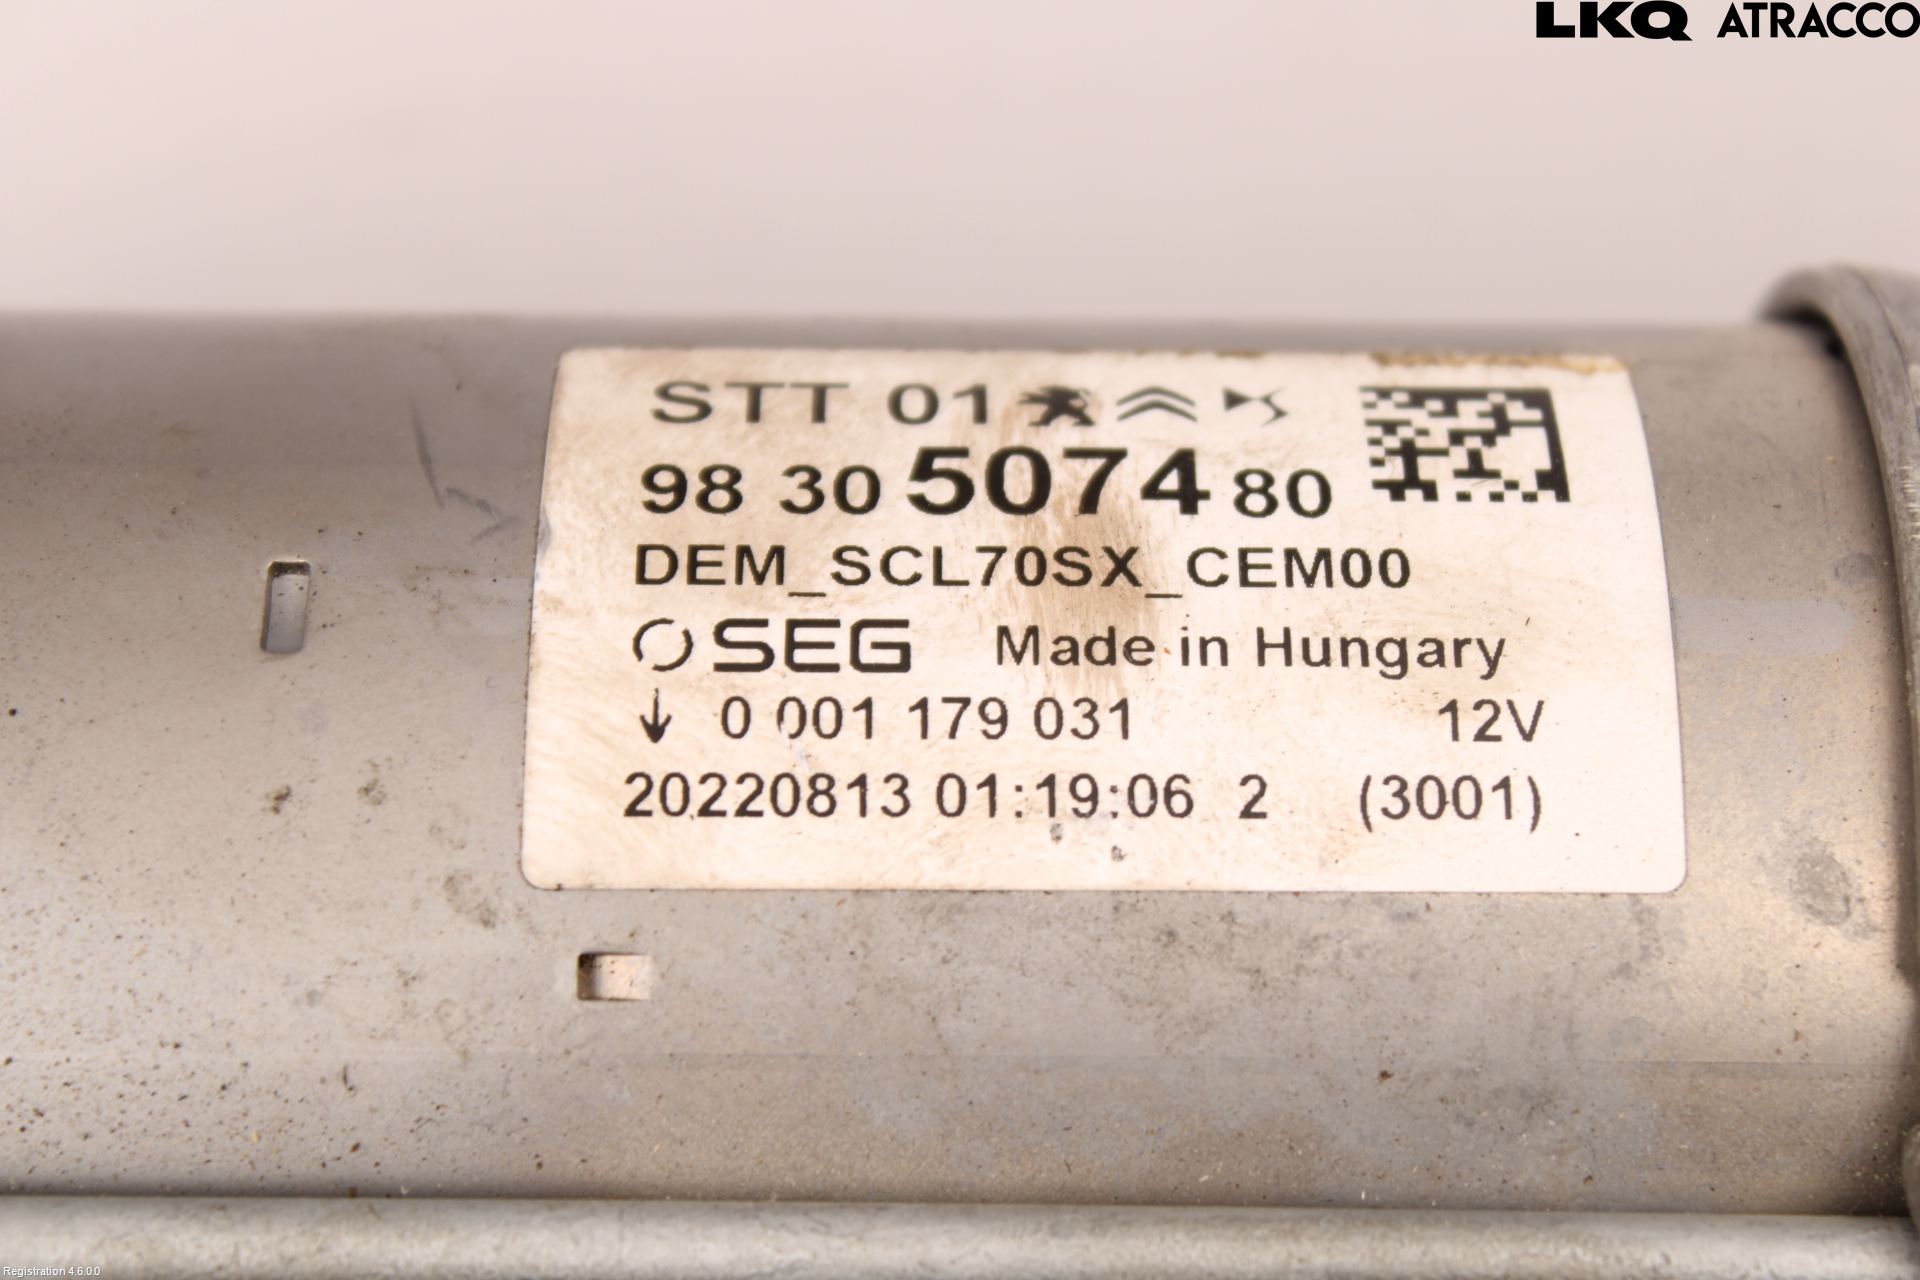 LKQ ATRACCO
STT 01
98 30 5074 80
DEM_SCL70SX_CEM00
SEG Made in Hungary
0 001 179 031 12V
20220813 01:19:06 2 (3001)
Registration 4.6.0.0